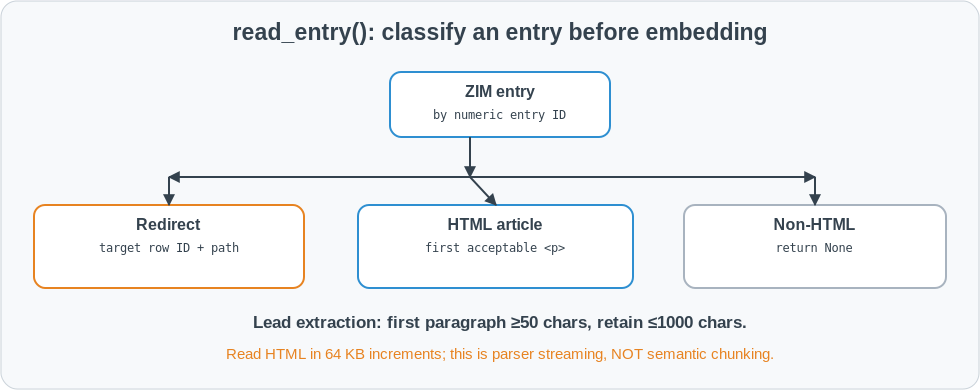 read_entry(): classify an entry before embedding
ZIM entry
by numeric entry ID
Redirect
target row ID + path
HTML article
first acceptable <p>
Non-HTML
return None
Lead extraction: first paragraph ≥50 chars, retain ≤1000 chars.
Read HTML in 64 KB increments; this is parser streaming, NOT semantic chunking.